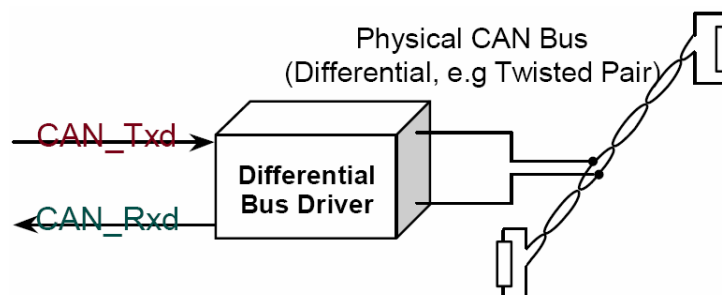 Physical CAN Bus
(Differential, e.g Twisted Pair)
CAN_Txd
Differential
Bus Driver
CAN_Rxd